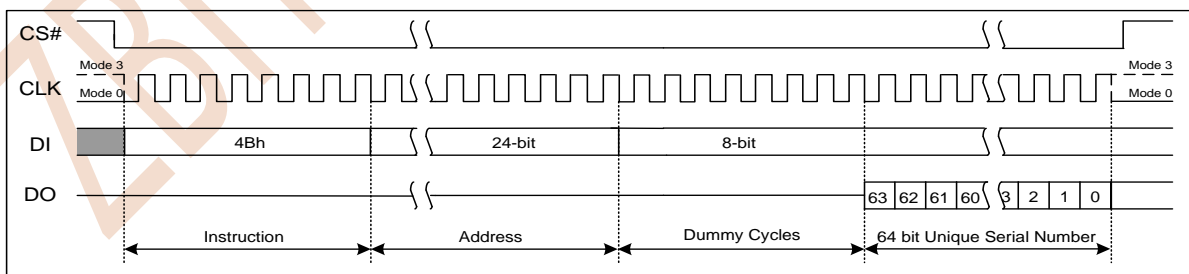 CS#
Mode 3
Mode 3
CLK
Mode 0
Mode 0
DI
4Bh
24-bit
8-bit
DO
63 62 61 60 3 2 1 0
Instruction
Address
Dummy Cycles
64 bit Unique Serial Number
ZBIT